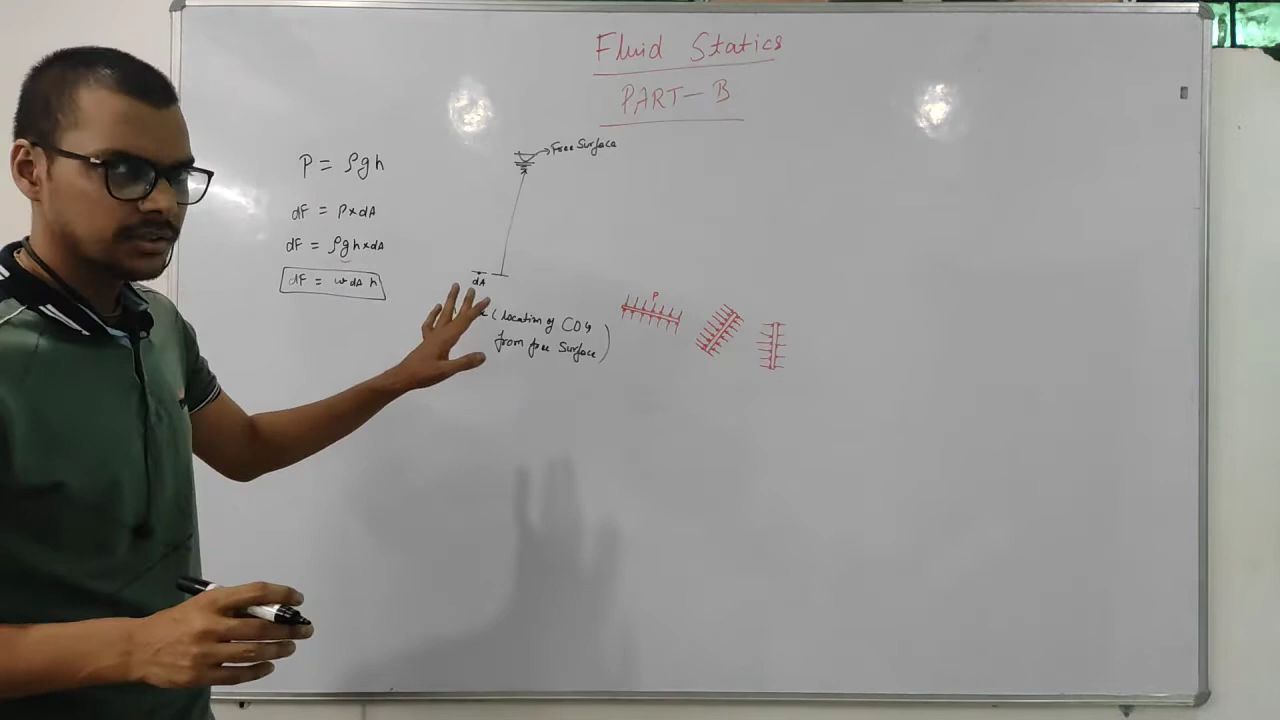 Fluid Statics
PART-B
P = ρgh
dF = P×dA
dF = ρgh×dA
dF = w dA h
Free Surface
dA
(Location of COG
from free Surface)
P